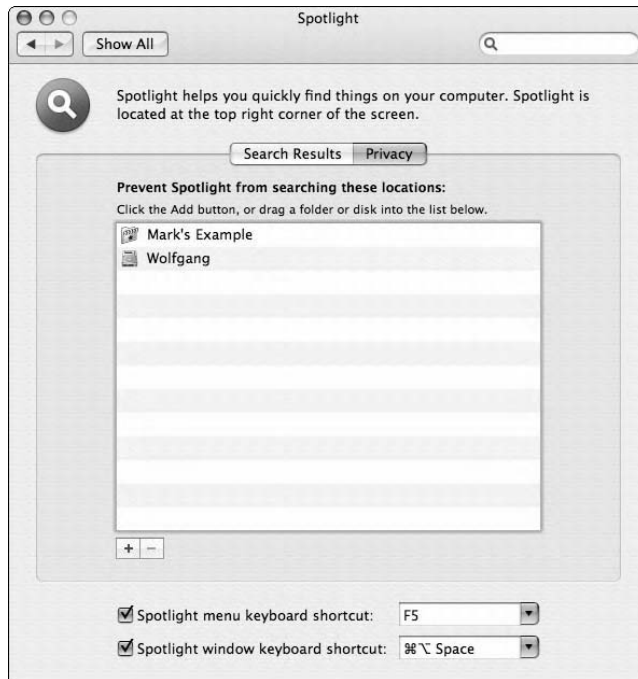 Spotlight
Show All
Spotlight helps you quickly find things on your computer. Spotlight is
located at the top right corner of the screen.
Search Results Privacy
Prevent Spotlight from searching these locations:
Click the Add button, or drag a folder or disk into the list below.
Mark's Example
Wolfgang
+ −
Spotlight menu keyboard shortcut: F5
Spotlight window keyboard shortcut: ⌘⌥ Space